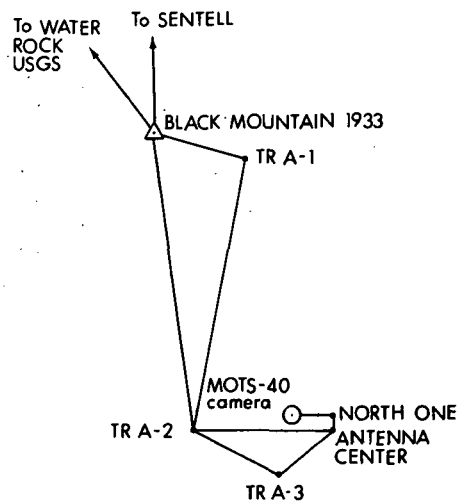 To WATER
ROCK
USGS
To SENTELL
BLACK MOUNTAIN 1933
TR A-1
MOTS-40
camera
TR A-2
NORTH ONE
ANTENNA
CENTER
TR A-3